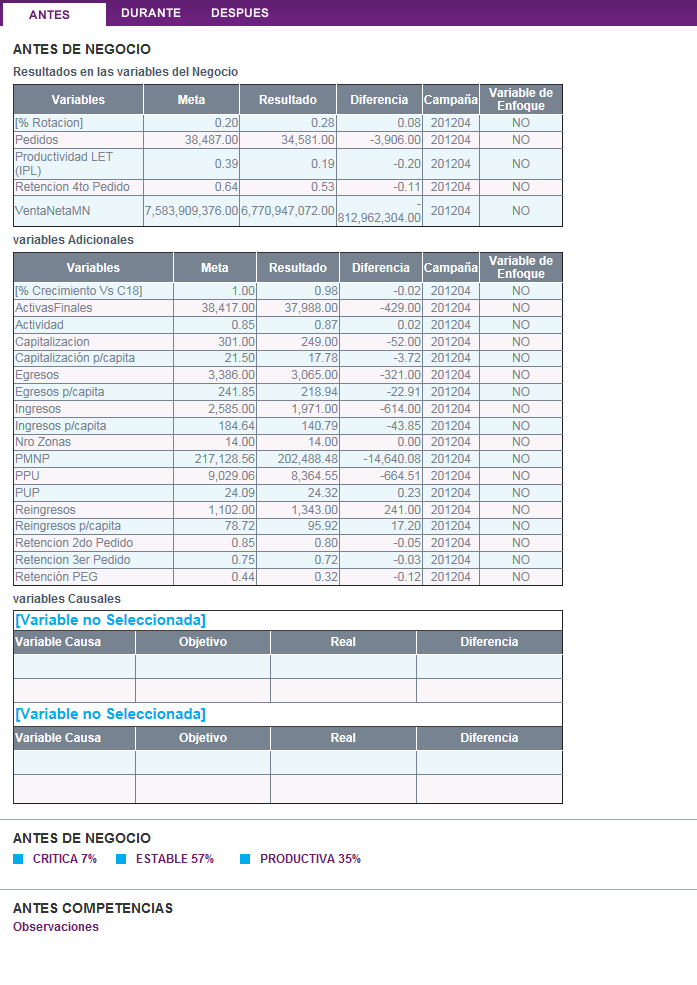 ANTES DURANTE DESPUES
ANTES DE NEGOCIO
Resultados en las variables del Negocio
Variables Meta Resultado Diferencia Campaña Variable de Enfoque
[% Rotacion] 0.20 0.28 0.08 201204 NO
Pedidos 38,487.00 34,581.00 -3,906.00 201204 NO
Productividad LET (IPL) 0.39 0.19 -0.20 201204 NO
Retencion 4to Pedido 0.64 0.53 -0.11 201204 NO
VentaNetaMN 7,583,909,376.00 6,770,947,072.00 -812,962,304.00 201204 NO
variables Adicionales
Variables Meta Resultado Diferencia Campaña Variable de Enfoque
[% Crecimiento Vs C18] 1.00 0.98 -0.02 201204 NO
ActivasFinales 38,417.00 37,988.00 -429.00 201204 NO
Actividad 0.85 0.87 0.02 201204 NO
Capitalizacion 301.00 249.00 -52.00 201204 NO
Capitalización p/capita 21.50 17.78 -3.72 201204 NO
Egresos 3,386.00 3,065.00 -321.00 201204 NO
Egresos p/capita 241.85 218.94 -22.91 201204 NO
Ingresos 2,585.00 1,971.00 -614.00 201204 NO
Ingresos p/capita 184.64 140.79 -43.85 201204 NO
Nro Zonas 14.00 14.00 0.00 201204 NO
PMNP 217,128.56 202,488.48 -14,640.08 201204 NO
PPU 9,029.06 8,364.55 -664.51 201204 NO
PUP 24.09 24.32 0.23 201204 NO
Reingresos 1,102.00 1,343.00 241.00 201204 NO
Reingresos p/capita 78.72 95.92 17.20 201204 NO
Retencion 2do Pedido 0.85 0.80 -0.05 201204 NO
Retencion 3er Pedido 0.75 0.72 -0.03 201204 NO
Retención PEG 0.44 0.32 -0.12 201204 NO
variables Causales
[Variable no Seleccionada]
Variable Causa Objetivo Real Diferencia
[Variable no Seleccionada]
Variable Causa Objetivo Real Diferencia
ANTES DE NEGOCIO
CRITICA 7% ESTABLE 57% PRODUCTIVA 35%
ANTES COMPETENCIAS
Observaciones